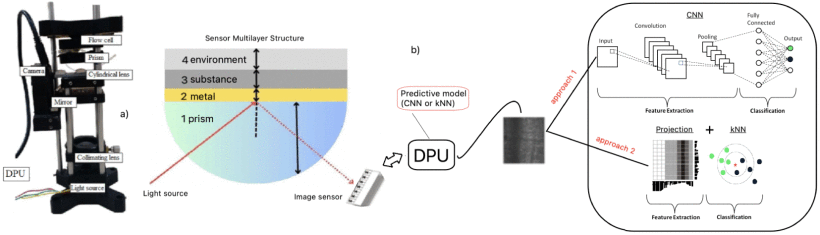 Flow cell
Prism
Camera
Cylindrical lens
Mirror
a)
Collimating lens
DPU
Light source
Sensor Multilayer Structure
4 environment
3 substance
2 metal
1 prism
Light source
Image sensor
b)
Predictive model
(CNN or kNN)
DPU
approach 1
approach 2
CNN
Fully
Connected
Convolution
Pooling
Output
Input
Feature Extraction
Classification
Projection + kNN
Feature Extraction
Classification